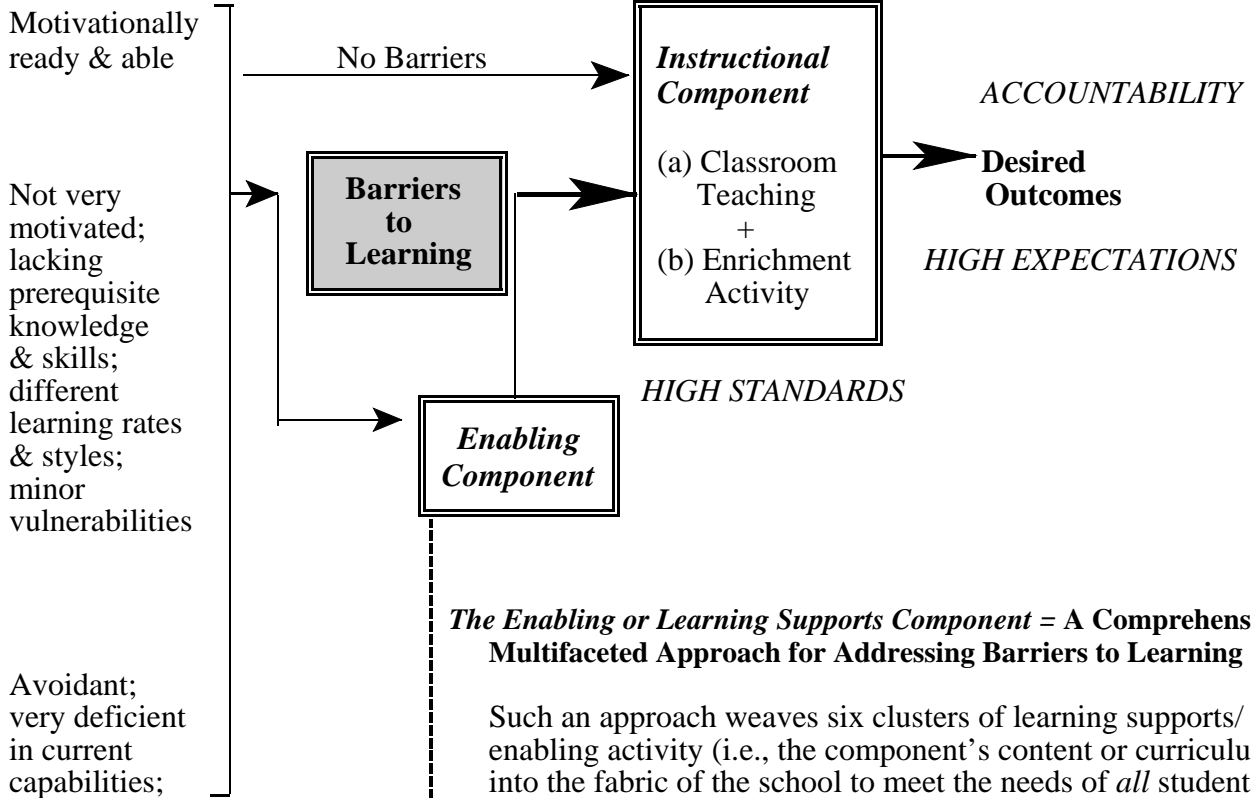 Motivationally
ready & able
No Barriers
Instructional
Component
(a) Classroom
Teaching
+
(b) Enrichment
Activity
ACCOUNTABILITY
Desired
Outcomes
HIGH EXPECTATIONS
HIGH STANDARDS
Not very
motivated;
lacking
prerequisite
knowledge
& skills;
different
learning rates
& styles;
minor
vulnerabilities
Barriers
to
Learning
Enabling
Component
Avoidant;
very deficient
in current
capabilities;
The Enabling or Learning Supports Component = A Comprehens
Multifaceted Approach for Addressing Barriers to Learning
Such an approach weaves six clusters of learning supports/
enabling activity (i.e., the component’s content or curriculu
into the fabric of the school to meet the needs of all student